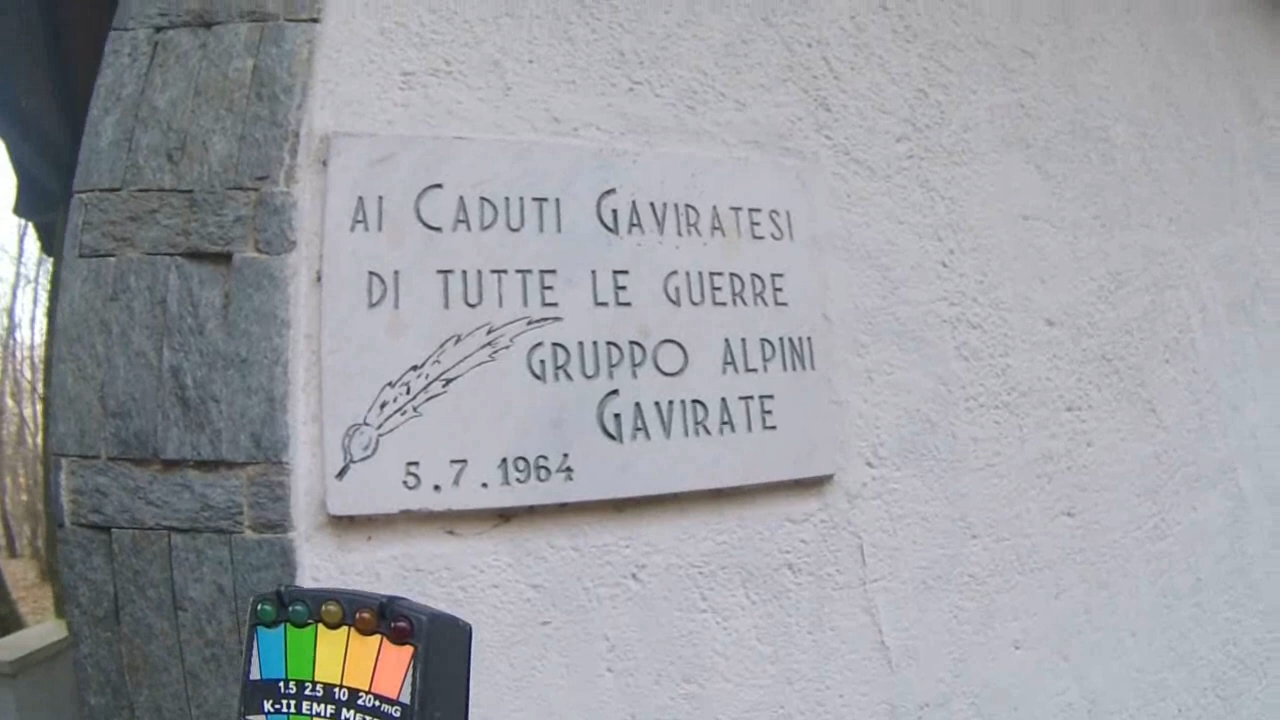 AI CADUTI GAVIRATESI
DI TUTTE LE GUERRE
GRUPPO ALPINI
GAVIRATE
5.7.1964
1.5 2.5 10 20+mG
K-II EMF